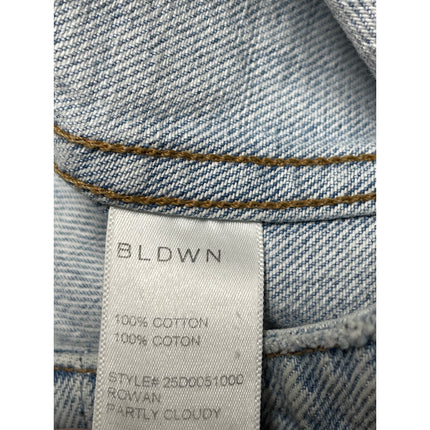 BLDWN
100% COTTON
100% COTON
STYLE# 25D0051000
ROWAN
PARTLY CLOUDY